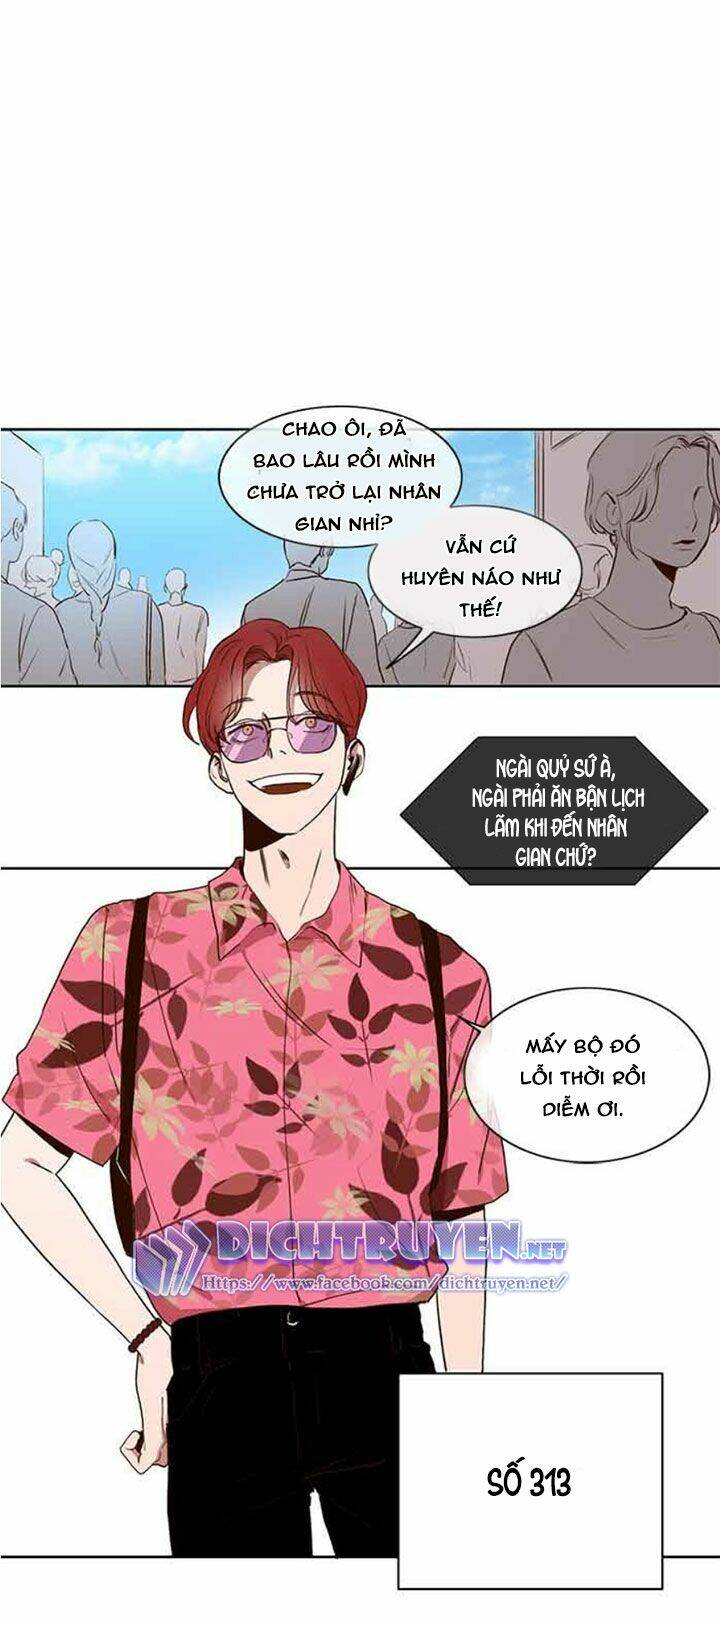 CHAO ÔI, ĐÃ
BAO LÂU RỒI MÌNH
CHƯA TRỞ LẠI NHÂN
GIAN NHỈ?
VẪN CỨ
HUYÊN NÁO NHƯ
THẾ!
NGÀI QUỶ SỨ À,
NGÀI PHẢI ĂN BẬN LỊCH
LÃM KHI ĐẾN NHÂN
GIAN CHỨ?
MẤY BỘ ĐÓ
LỖI THỜI RỒI
DIỄM ƠI.
DICHTRUYEN.NET
Https://www.facebook.com/dichtruyen.net/
SỐ 313